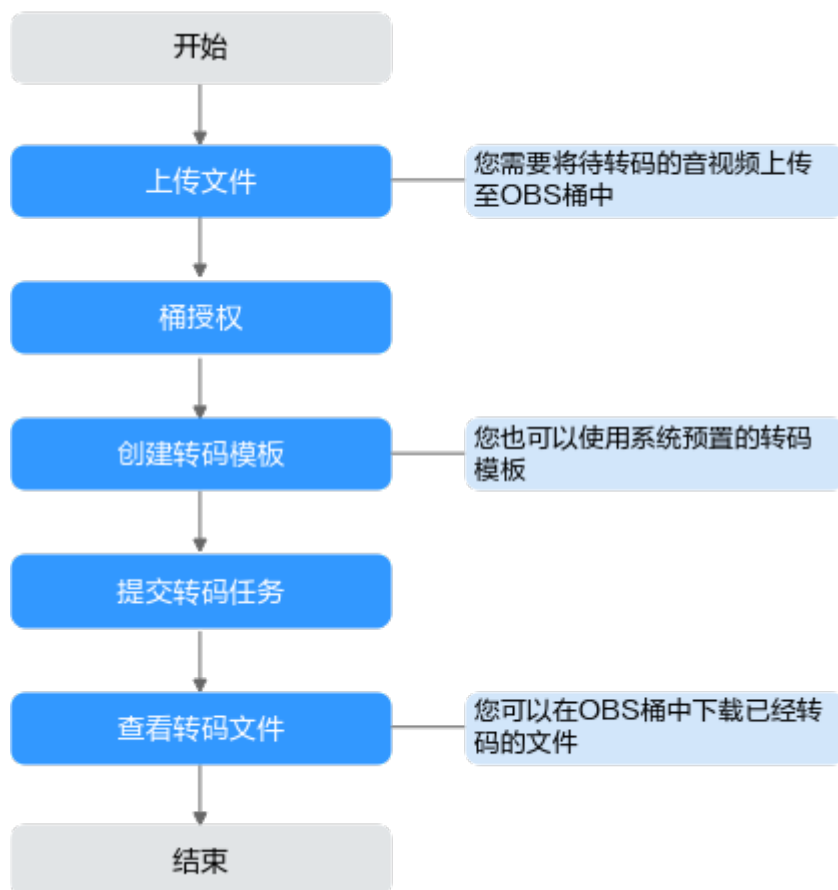 开始
上传文件
您需要将待转码的音视频上传
至OBS桶中
桶授权
创建转码模板
您也可以使用系统预置的转码
模板
提交转码任务
查看转码文件
您可以在OBS桶中下载已经转
码的文件
结束